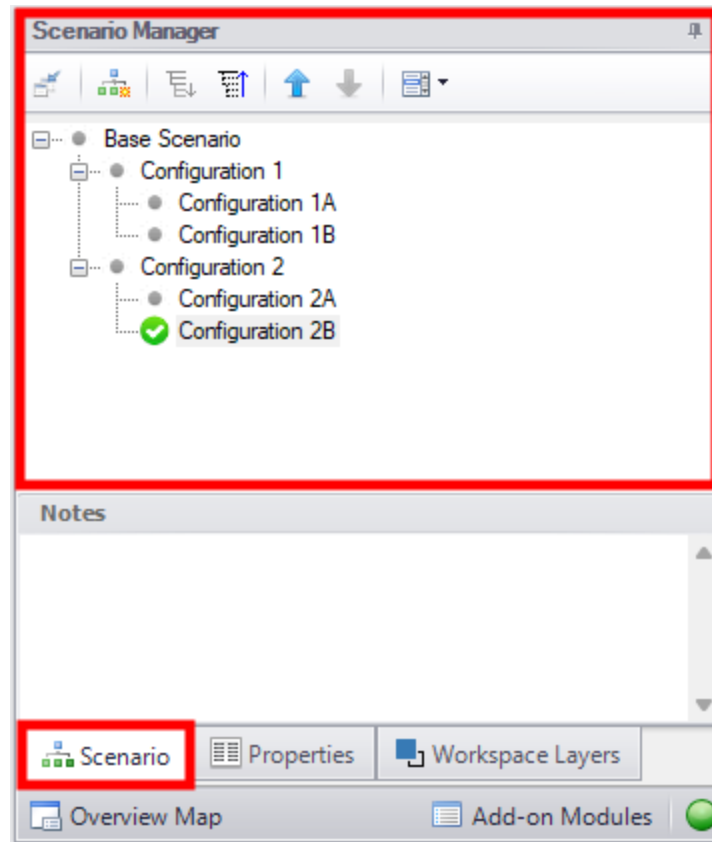 Scenario Manager
Base Scenario
Configuration 1
Configuration 1A
Configuration 1B
Configuration 2
Configuration 2A
Configuration 2B
Notes
Scenario Properties Workspace Layers
Overview Map Add-on Modules